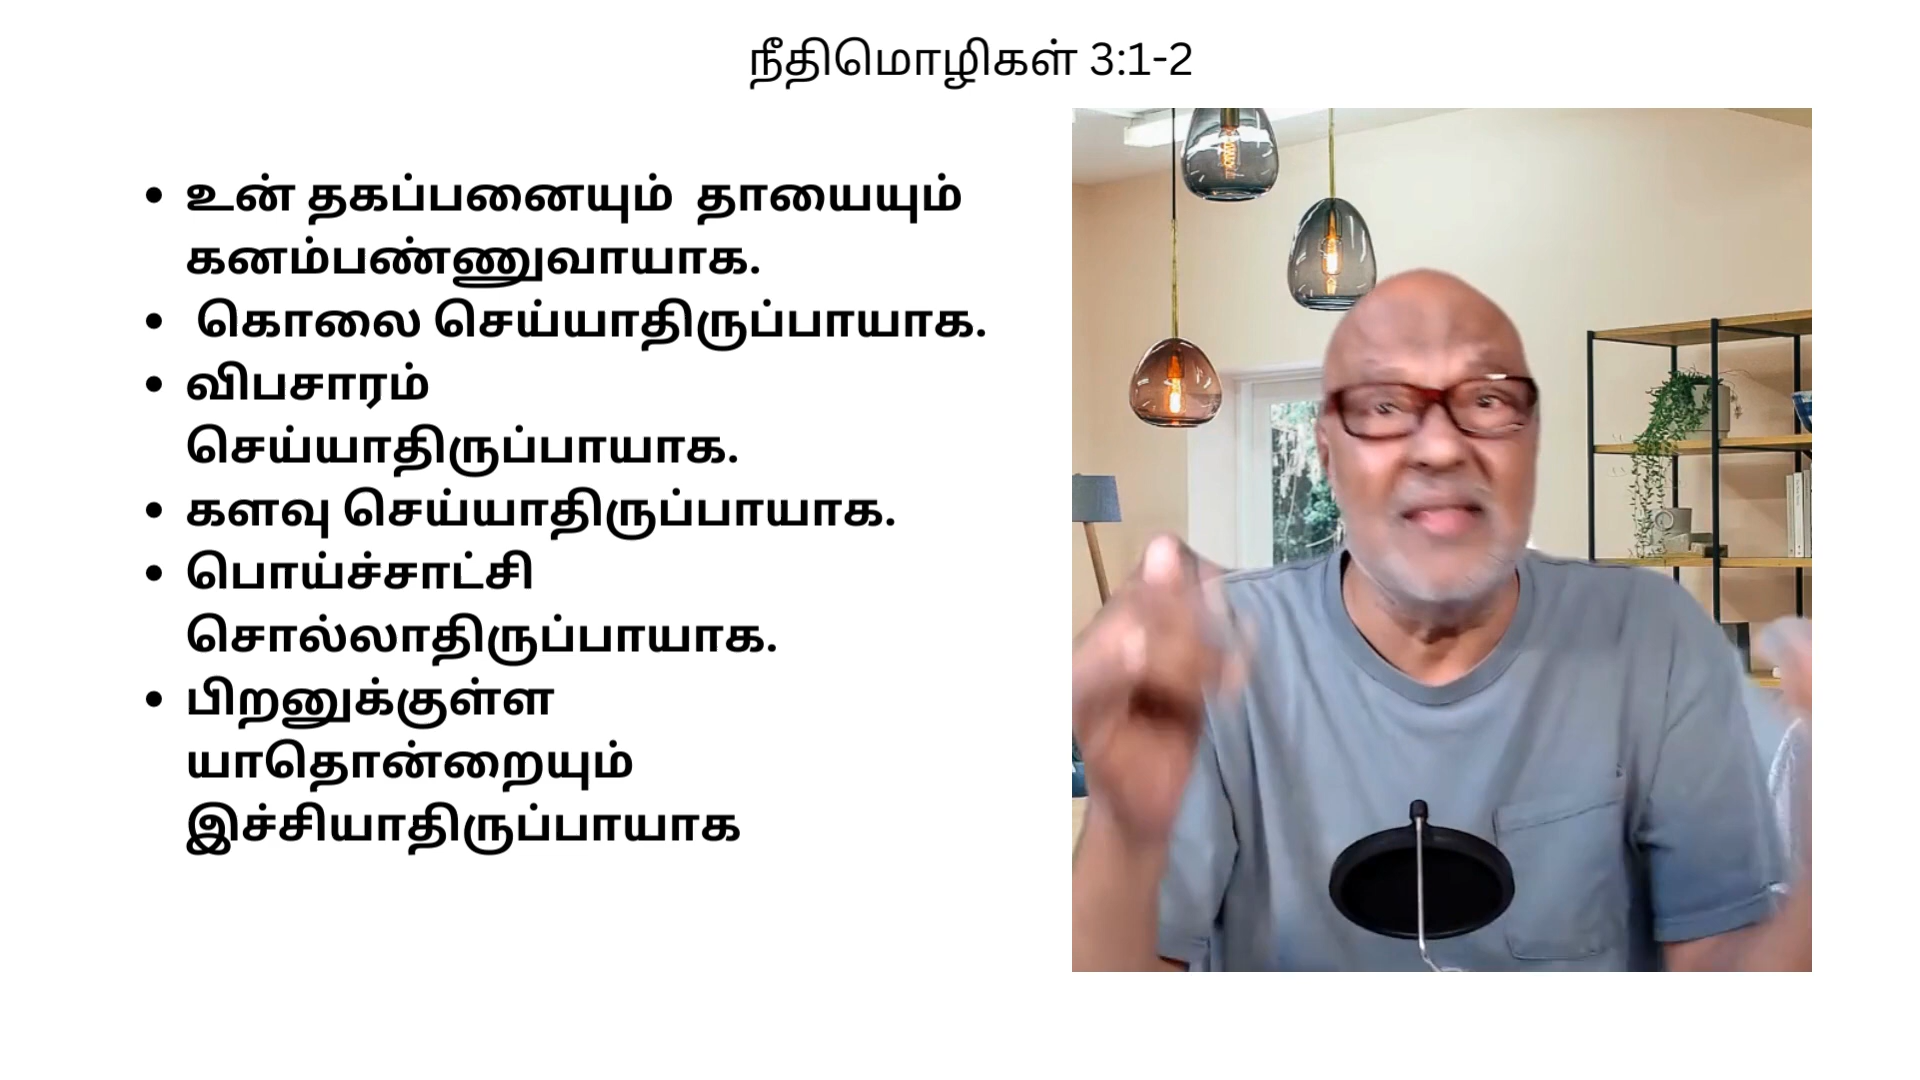 நீதிமொழிகள் 3:1-2
• உன் தகப்பனையும் தாயையும்
கனம்பண்ணுவாயாக.
• கொலை செய்யாதிருப்பாயாக.
• விபசாரம்
செய்யாதிருப்பாயாக.
• களவு செய்யாதிருப்பாயாக.
• பொய்ச்சாட்சி
சொல்லாதிருப்பாயாக.
• பிறனுக்குள்ள
யாதொன்றையும்
இச்சியாதிருப்பாயாக